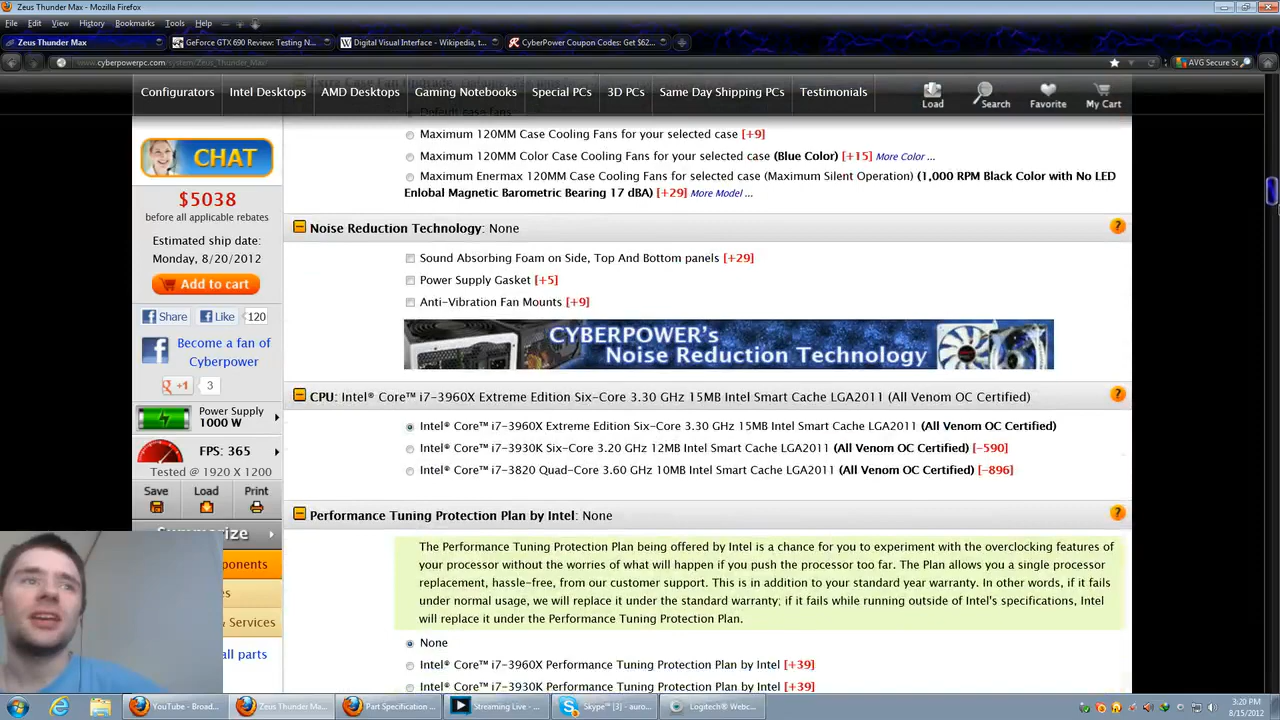 Zeus Thunder Max - Mozilla Firefox
File Edit View History Bookmarks Tools Help
Zeus Thunder Max
GeForce GTX 690 Review: Testing N...
Digital Visual Interface - Wikipedia, t...
CyberPower Coupon Codes: Get $62...
www.cyberpowerpc.com/system/Zeus_Thunder_Max/
AVG Secure Se
Configurators Intel Desktops AMD Desktops Gaming Notebooks Special PCs 3D PCs Same Day Shipping PCs Testimonials Load Search Favorite My Cart
Default case fans
Maximum 120MM Case Cooling Fans for your selected case [+9]
Maximum 120MM Color Case Cooling Fans for your selected case (Blue Color) [+15] More Color ...
Maximum Enermax 120MM Case Cooling Fans for selected case (Maximum Silent Operation) (1,000 RPM Black Color with No LED
Enlobal Magnetic Barometric Bearing 17 dBA) [+29] More Model ...
CHAT
$5038
before all applicable rebates
Estimated ship date:
Monday, 8/20/2012
Add to cart
Share Like 120
Become a fan of
Cyberpower
+1 3
Power Supply
1000 W
FPS: 365
Tested @ 1920 X 1200
Save Load Print
Summarize
ponents
es
& Services
all parts
Noise Reduction Technology: None
Sound Absorbing Foam on Side, Top And Bottom panels [+29]
Power Supply Gasket [+5]
Anti-Vibration Fan Mounts [+9]
CYBERPOWER's
Noise Reduction Technology
CPU: Intel® Core™ i7-3960X Extreme Edition Six-Core 3.30 GHz 15MB Intel Smart Cache LGA2011 (All Venom OC Certified)
Intel® Core™ i7-3960X Extreme Edition Six-Core 3.30 GHz 15MB Intel Smart Cache LGA2011 (All Venom OC Certified)
Intel® Core™ i7-3930K Six-Core 3.20 GHz 12MB Intel Smart Cache LGA2011 (All Venom OC Certified) [-590]
Intel® Core™ i7-3820 Quad-Core 3.60 GHz 10MB Intel Smart Cache LGA2011 (All Venom OC Certified) [-896]
Performance Tuning Protection Plan by Intel: None
The Performance Tuning Protection Plan being offered by Intel is a chance for you to experiment with the overclocking features of
your processor without the worries of what will happen if you push the processor too far. The Plan allows you a single processor
replacement, hassle-free, from our customer support. This is in addition to your standard year warranty. In other words, if it fails
under normal usage, we will replace it under the standard warranty; if it fails while running outside of Intel's specifications, Intel
will replace it under the Performance Tuning Protection Plan.
None
Intel® Core™ i7-3960X Performance Tuning Protection Plan by Intel [+39]
Intel® Core™ i7-3930K Performance Tuning Protection Plan by Intel [+39]
YouTube - Broad...
Zeus Thunder Max...
Part Specification ...
Streaming Live - ...
Skype™ [3] - auro...
Logitech® Webc...
3:20 PM
8/15/2012